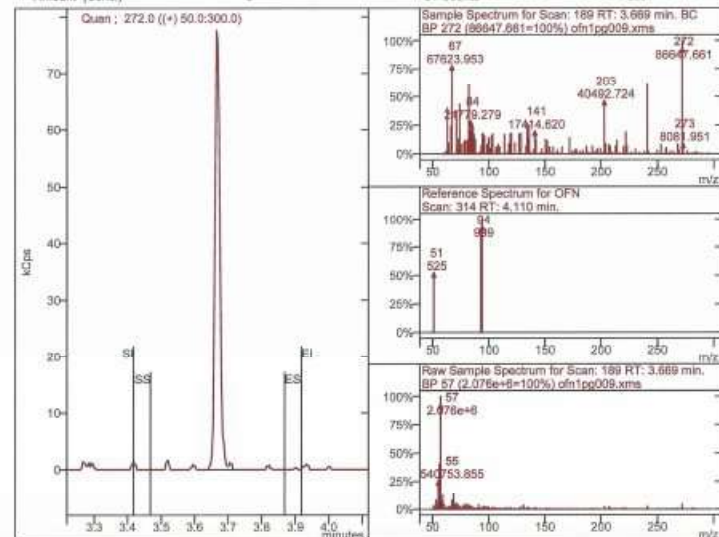 Quan ; 272.0 ((+) 50.0:300.0)
70
60
50
40
30
20
10
0
kCps
SI
SS
ES
EI
3.3 3.4 3.5 3.6 3.7 3.8 3.9 4.0
minutes
Sample Spectrum for Scan: 189 RT: 3.669 min. BC
BP 272 (86647.661=100%) ofn1pg009.xms
100%
75%
50%
25%
0%
67
67623.953
84
141
17414.620
203
40492.724
272
86647.661
273
8081.951
50 100 150 200 250
m/z
Reference Spectrum for OFN
Scan: 314 RT: 4.110 min.
100%
75%
50%
25%
0%
51
525
94
999
50 100 150 200 250
m/z
Raw Sample Spectrum for Scan: 189 RT: 3.669 min.
BP 57 (2.076e+6=100%) ofn1pg009.xms
100%
75%
50%
25%
0%
57
2.076e+6
55
540753.855
50 100 150 200 250
m/z